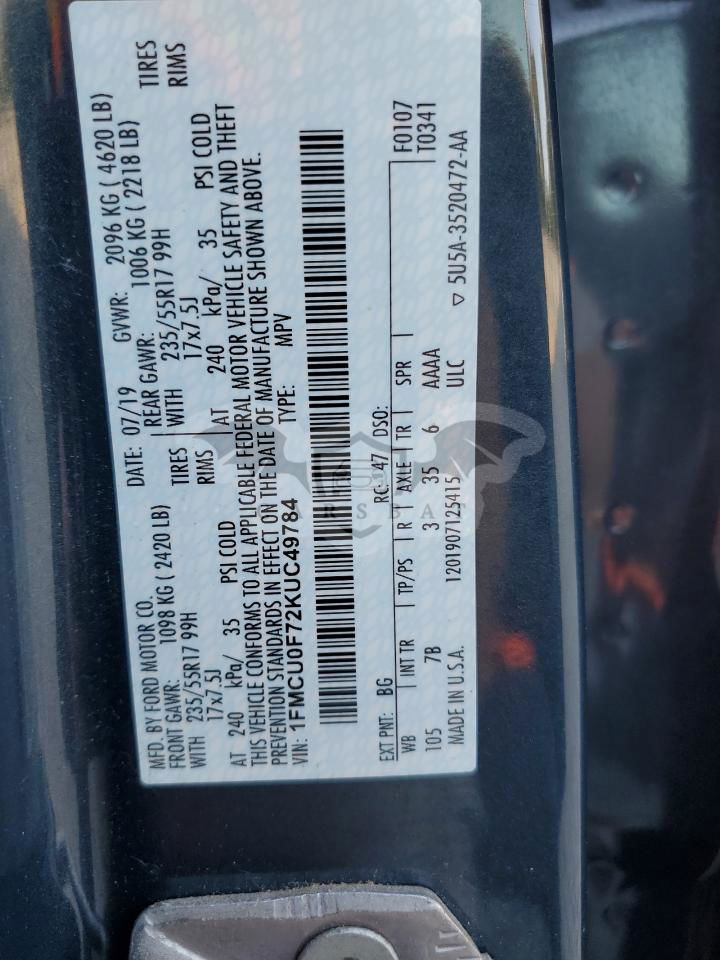 MFD. BY FORD MOTOR CO. DATE: 07/19 GVWR: 2096 KG ( 4620 LB)
FRONT GAWR: 1098 KG ( 2420 LB) REAR GAWR: 1006 KG ( 2218 LB)
WITH 235/55R17 99H TIRES WITH 235/55R17 99H TIRES
17x7.5J RIMS 17x7.5J RIMS
AT 240 kPa/ 35 PSI COLD AT 240 kPa/ 35 PSI COLD
THIS VEHICLE CONFORMS TO ALL APPLICABLE FEDERAL MOTOR VEHICLE SAFETY AND THEFT
PREVENTION STANDARDS IN EFFECT ON THE DATE OF MANUFACTURE SHOWN ABOVE.
VIN: 1FMCU0F72KUC49784 TYPE: MPV
EXT PNT: BG RC: 47 DSO: F0107
WB INT TR TP/PS R AXLE TR SPR T0341
105 7B 3 35 6 AAAA
MADE IN U.S.A. 1201907125415 ULC ▽ 5U5A-3520472-AA